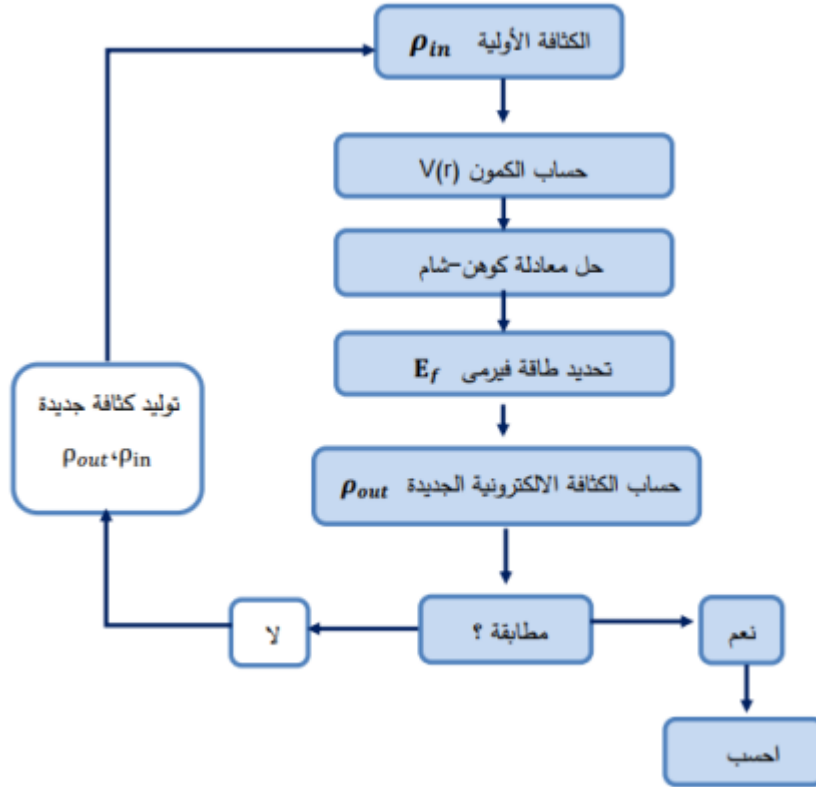 الكثافة الأولية ρin
حساب الكمون V(r)
حل معادلة كوهن–شام
تحديد طاقة فيرمي Ef
حساب الكثافة الالكترونية الجديدة ρout
مطابقة ؟
نعم
احسب
لا
توليد كثافة جديدة
ρout،ρin